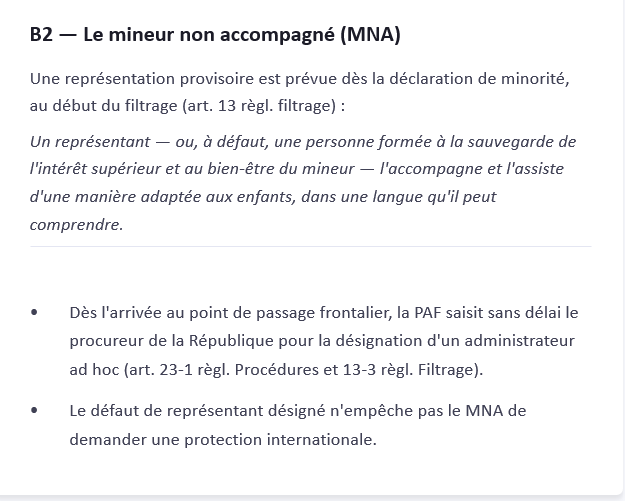 B2 — Le mineur non accompagné (MNA)
Une représentation provisoire est prévue dès la déclaration de minorité,
au début du filtrage (art. 13 règl. filtrage) :
Un représentant — ou, à défaut, une personne formée à la sauvegarde de
l'intérêt supérieur et au bien-être du mineur — l'accompagne et l'assiste
d'une manière adaptée aux enfants, dans une langue qu'il peut
comprendre.
• Dès l'arrivée au point de passage frontalier, la PAF saisit sans délai le
procureur de la République pour la désignation d'un administrateur
ad hoc (art. 23-1 règl. Procédures et 13-3 règl. Filtrage).
• Le défaut de représentant désigné n'empêche pas le MNA de
demander une protection internationale.